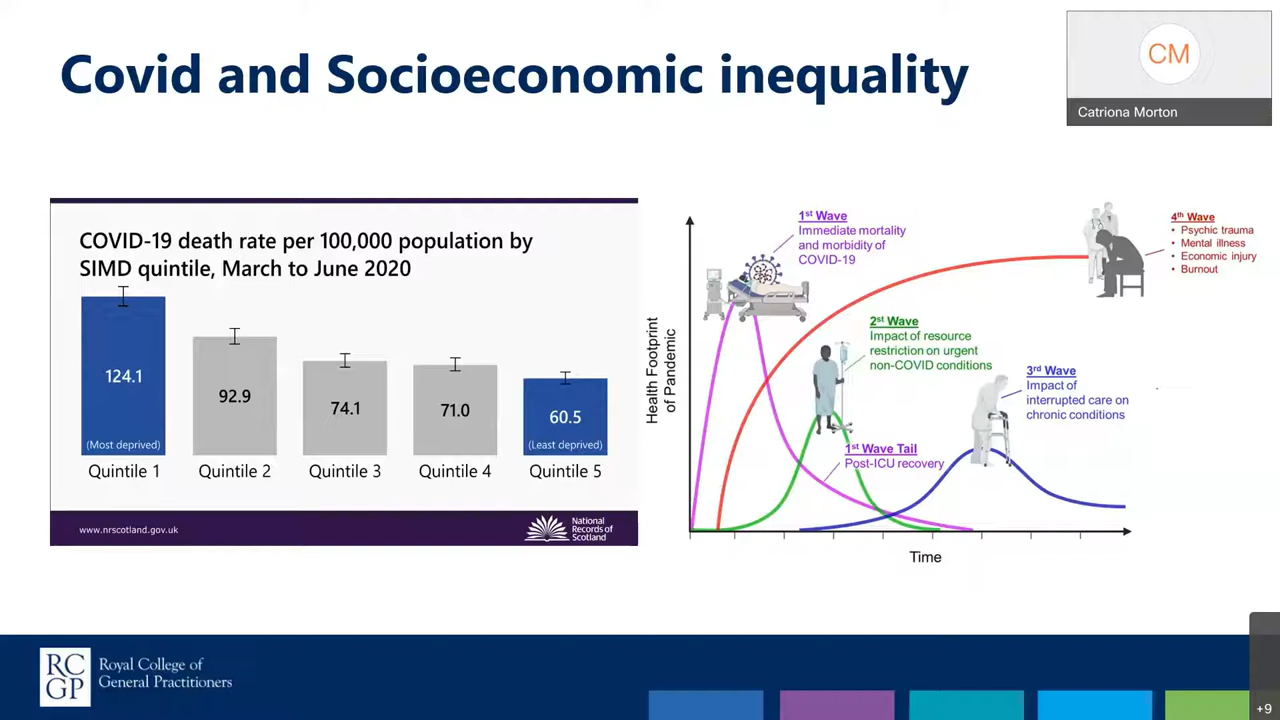 Covid and Socioeconomic inequality
CM
Catriona Morton
COVID-19 death rate per 100,000 population by
SIMD quintile, March to June 2020
124.1
(Most deprived)
92.9
74.1
71.0
60.5
(Least deprived)
Quintile 1
Quintile 2
Quintile 3
Quintile 4
Quintile 5
www.nrscotland.gov.uk
National
Records of
Scotland
Health Footprint
of Pandemic
1st Wave
Immediate mortality
and morbidity of
COVID-19
2nd Wave
Impact of resource
restriction on urgent
non-COVID conditions
1st Wave Tail
Post-ICU recovery
3rd Wave
Impact of
interrupted care on
chronic conditions
4th Wave
• Psychic trauma
• Mental illness
• Economic injury
• Burnout
Time
RC
GP
Royal College of
General Practitioners
+9